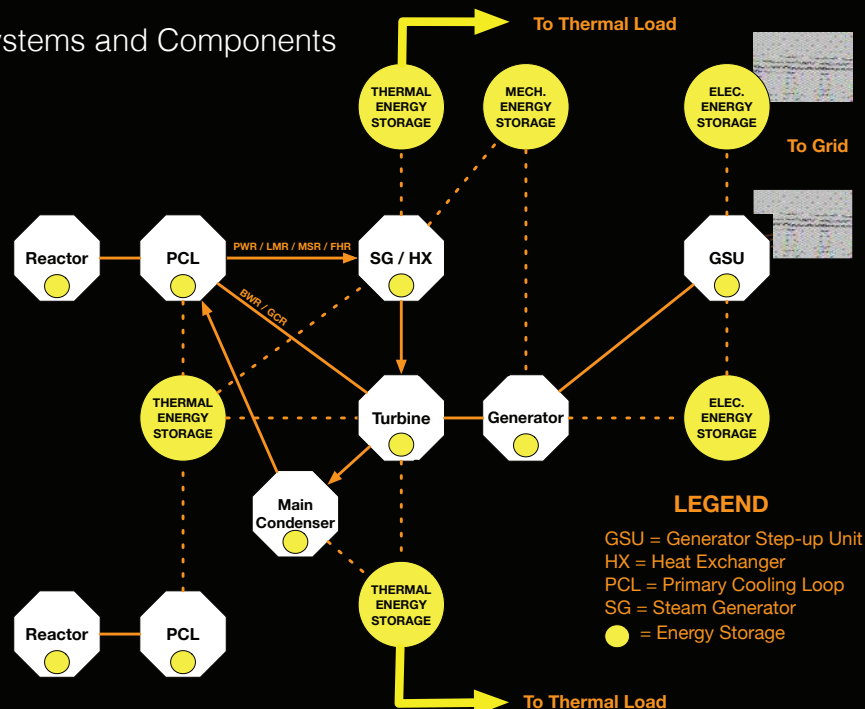 ystems and Components
To Thermal Load
THERMAL
ENERGY
STORAGE
MECH.
ENERGY
STORAGE
ELEC.
ENERGY
STORAGE
To Grid
Reactor
PCL
PWR / LMR / MSR / FHR
SG / HX
GSU
BWR / GCR
THERMAL
ENERGY
STORAGE
Turbine
Generator
ELEC.
ENERGY
STORAGE
Main
Condenser
LEGEND
GSU = Generator Step-up Unit
HX = Heat Exchanger
PCL = Primary Cooling Loop
SG = Steam Generator
= Energy Storage
THERMAL
ENERGY
STORAGE
Reactor
PCL
To Thermal Load